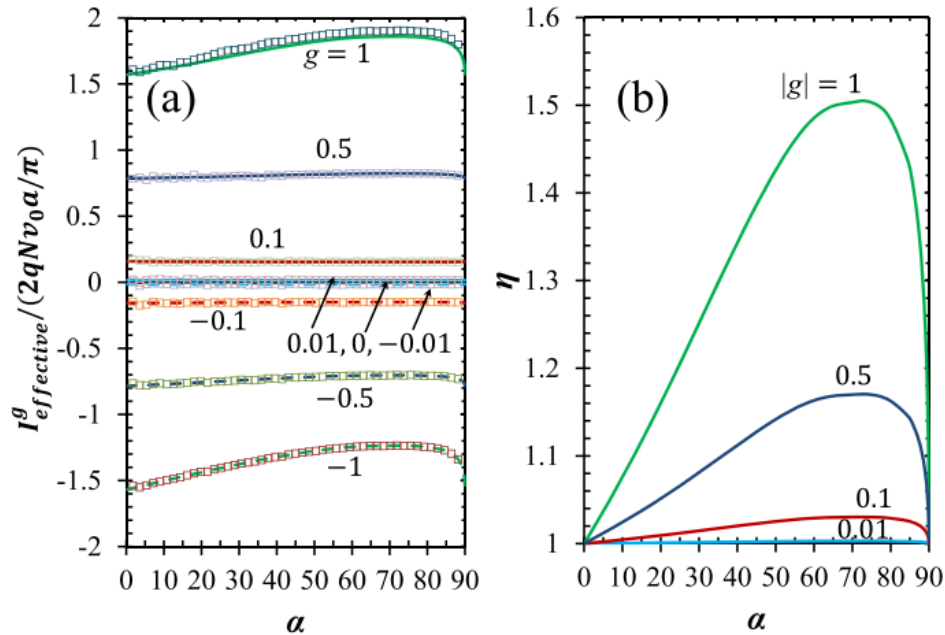 2
1.5
1
0.5
0
-0.5
-1
-1.5
-2
0 10 20 30 40 50 60 70 80 90
α
I^g_effective/(2qNv₀a/π)
(a)
g = 1
0.5
0.1
−0.1
0.01, 0, −0.01
−0.5
−1
1.6
1.5
1.4
1.3
1.2
1.1
1
0 10 20 30 40 50 60 70 80 90
α
η
(b)
|g| = 1
0.5
0.1
0.01